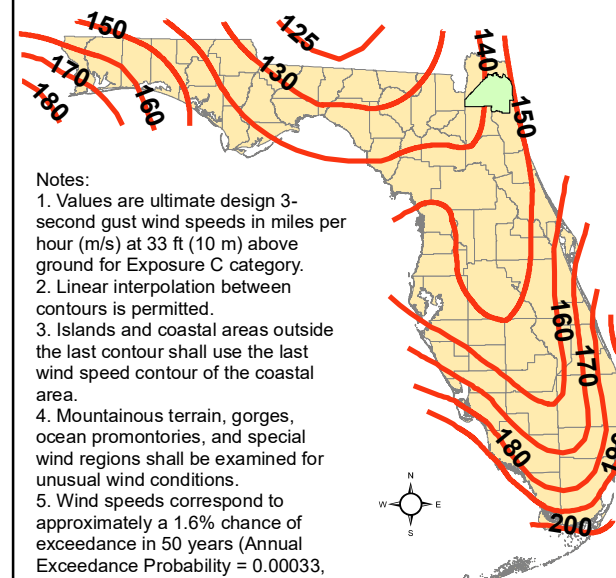 150
125
140
130
170
160
180
150
Notes:
1. Values are ultimate design 3-
second gust wind speeds in miles per
hour (m/s) at 33 ft (10 m) above
ground for Exposure C category.
2. Linear interpolation between
contours is permitted.
3. Islands and coastal areas outside
the last contour shall use the last
wind speed contour of the coastal
area.
4. Mountainous terrain, gorges,
ocean promontories, and special
wind regions shall be examined for
unusual wind conditions.
5. Wind speeds correspond to
approximately a 1.6% chance of
exceedance in 50 years (Annual
Exceedance Probability = 0.00033,
160
170
180
200
N
W
E
S